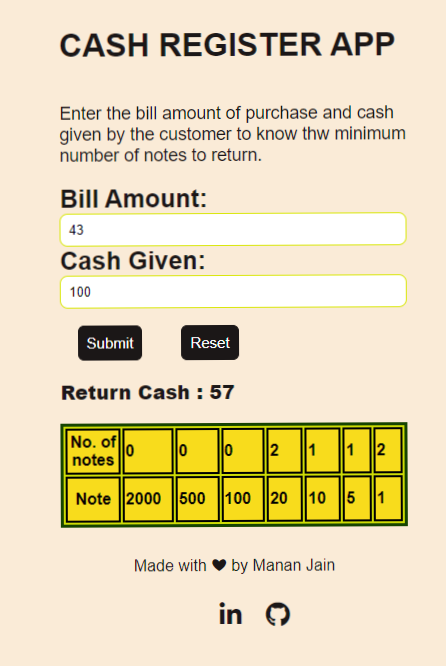 CASH REGISTER APP
Enter the bill amount of purchase and cash
given by the customer to know thw minimum
number of notes to return.
Bill Amount:
43
Cash Given:
100
Submit Reset
Return Cash : 57
No. of notes 0 0 0 2 1 1 2
Note 2000 500 100 20 10 5 1
Made with ♥ by Manan Jain
in